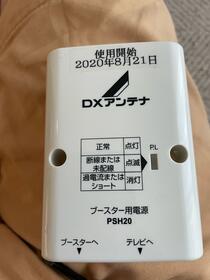 使用開始
2020年8月21日
DXアンテナ
正常 点灯
断線または
未配線 点滅
過電流または
ショート 消灯
P.L
ブースター用電源
PSH20
ブースターへ テレビへ